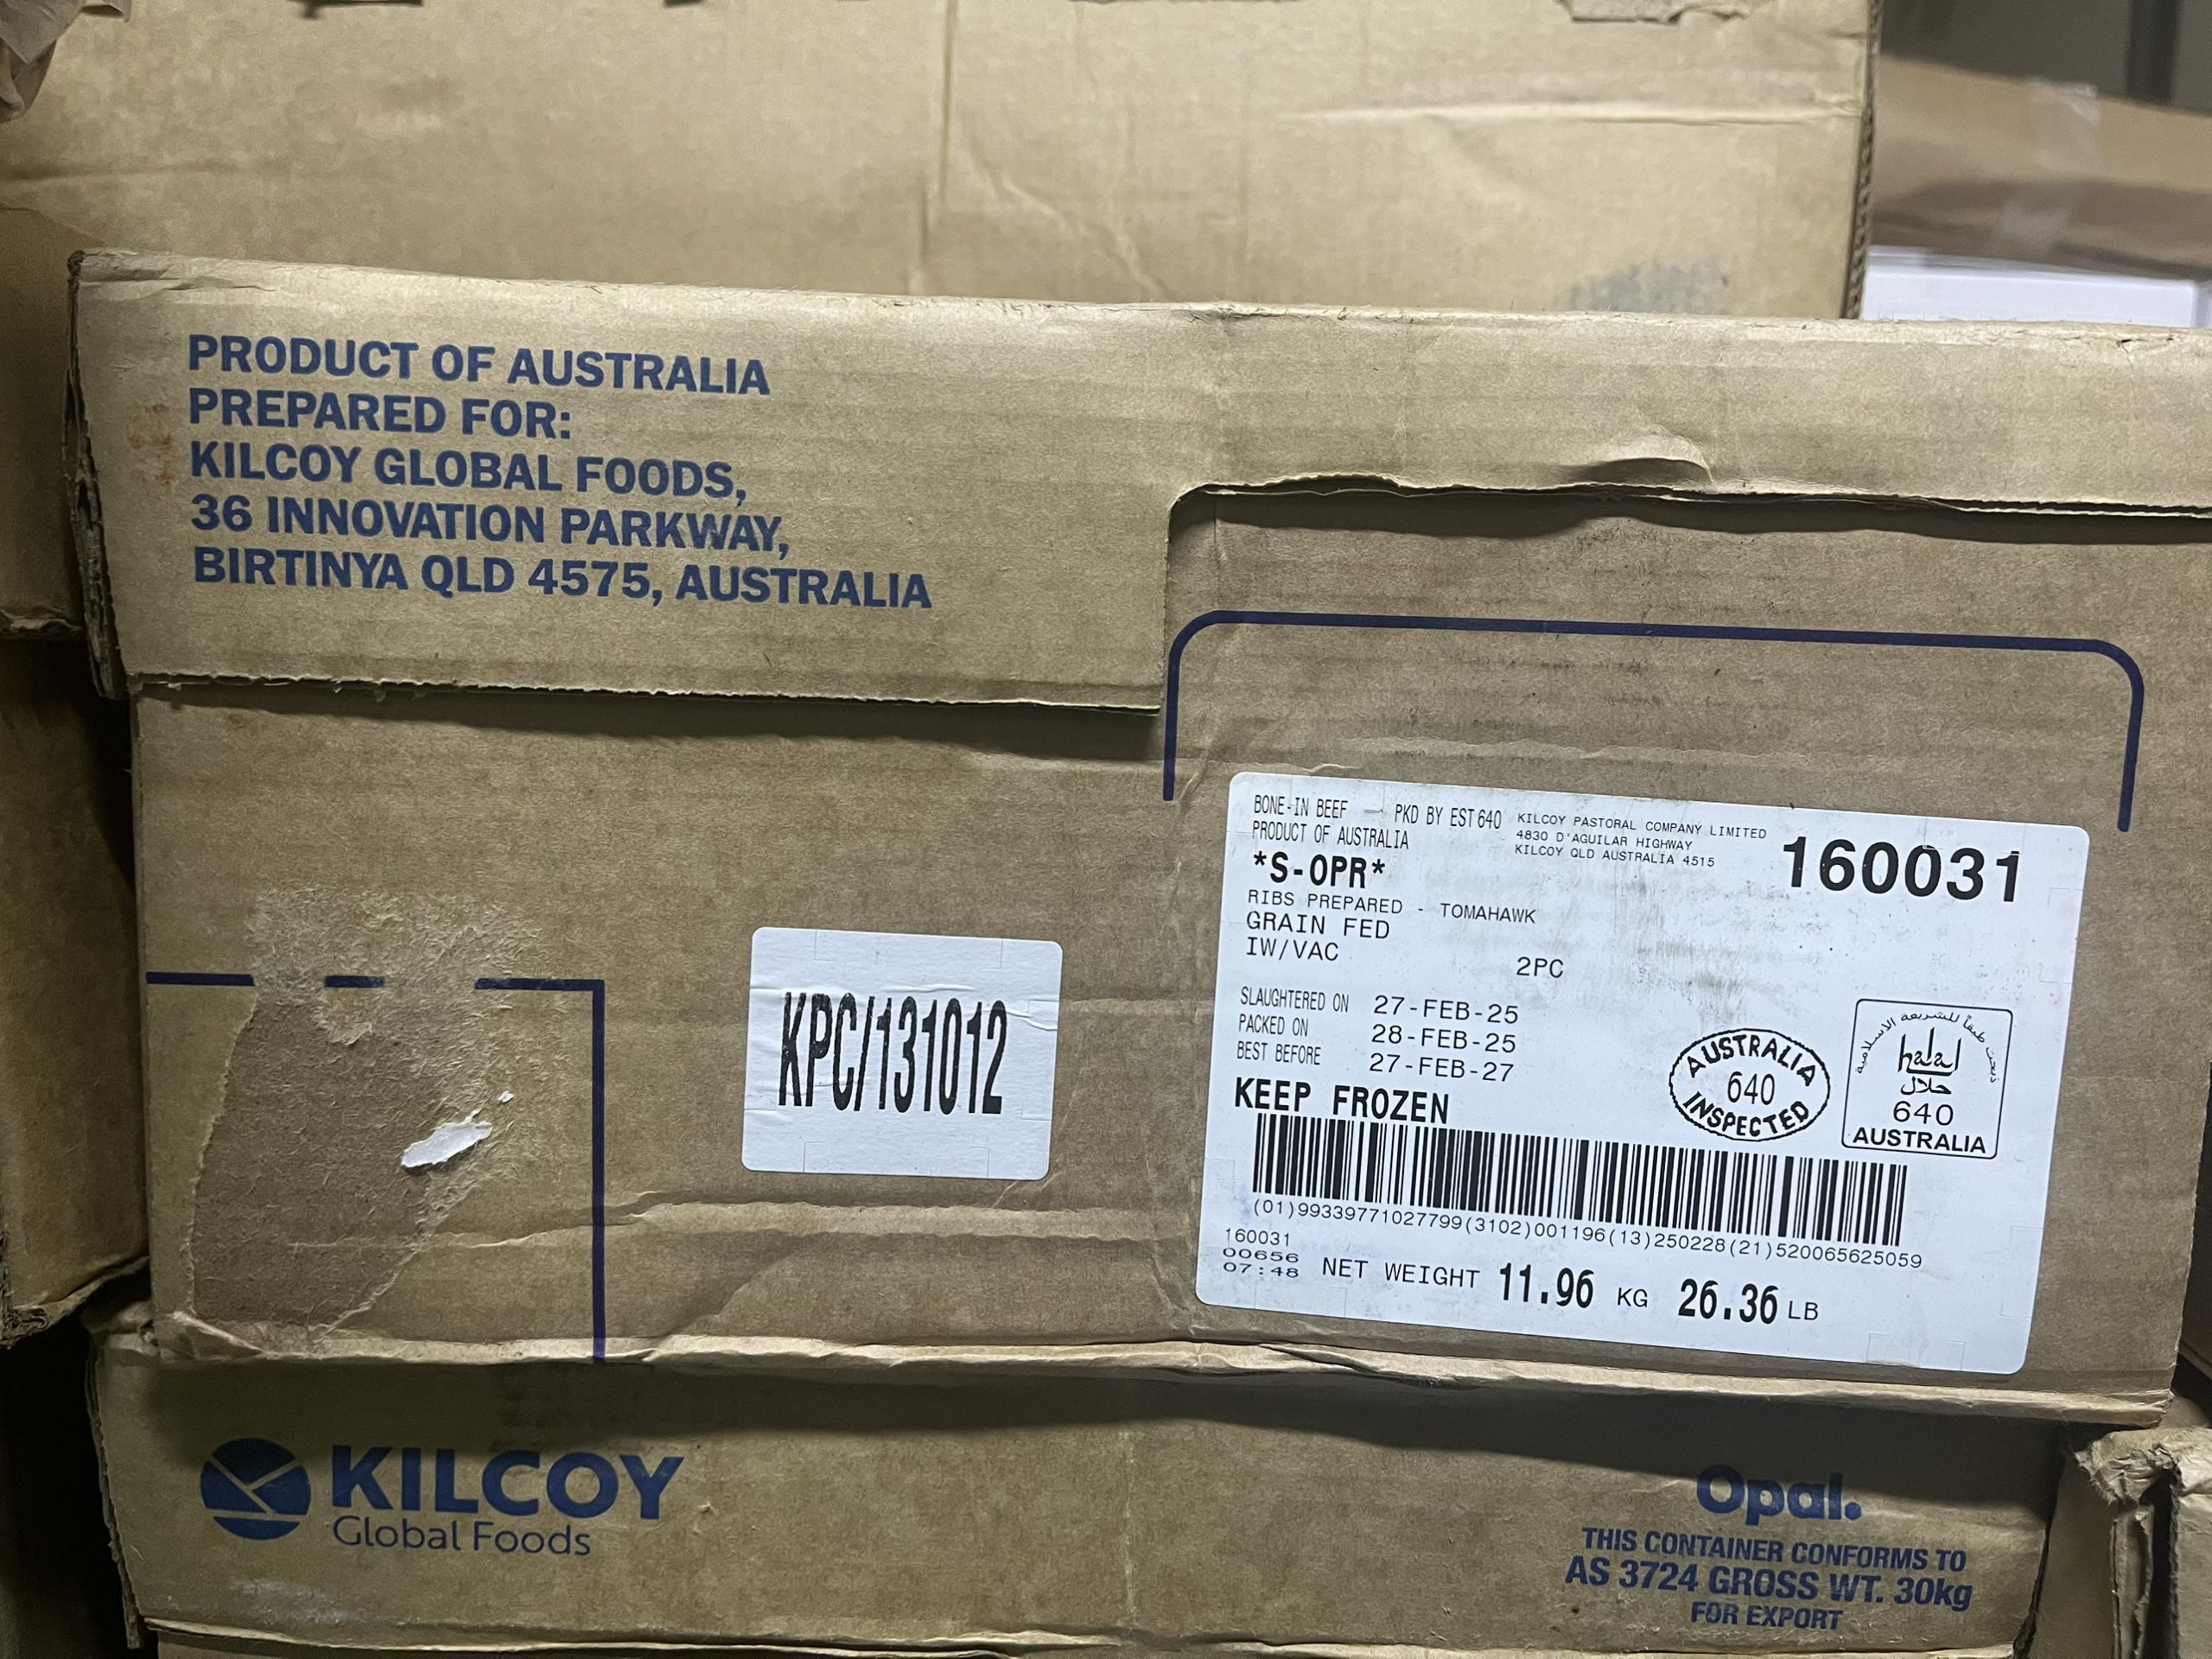 PRODUCT OF AUSTRALIA
PREPARED FOR:
KILCOY GLOBAL FOODS,
36 INNOVATION PARKWAY,
BIRTINYA QLD 4575, AUSTRALIA
BONE-IN BEEF — PKD BY EST 640
PRODUCT OF AUSTRALIA
KILCOY PASTORAL COMPANY LIMITED
4830 D'AGUILAR HIGHWAY
KILCOY QLD AUSTRALIA 4515
160031
*S-OPR*
RIBS PREPARED - TOMAHAWK
GRAIN FED
IW/VAC
2PC
SLAUGHTERED ON 27-FEB-25
PACKED ON 28-FEB-25
BEST BEFORE 27-FEB-27
KEEP FROZEN
AUSTRALIA
640
INSPECTED
ذبحت طبقاً للشريعة الاسلامية
halal
حلال
640
AUSTRALIA
(01)99339771027799(3102)001196(13)250228(21)520065625059
160031
00656
07:48
NET WEIGHT 11.96 KG 26.36 LB
KPC/131012
KILCOY
Global Foods
Opal.
THIS CONTAINER CONFORMS TO
AS 3724 GROSS WT. 30kg
FOR EXPORT